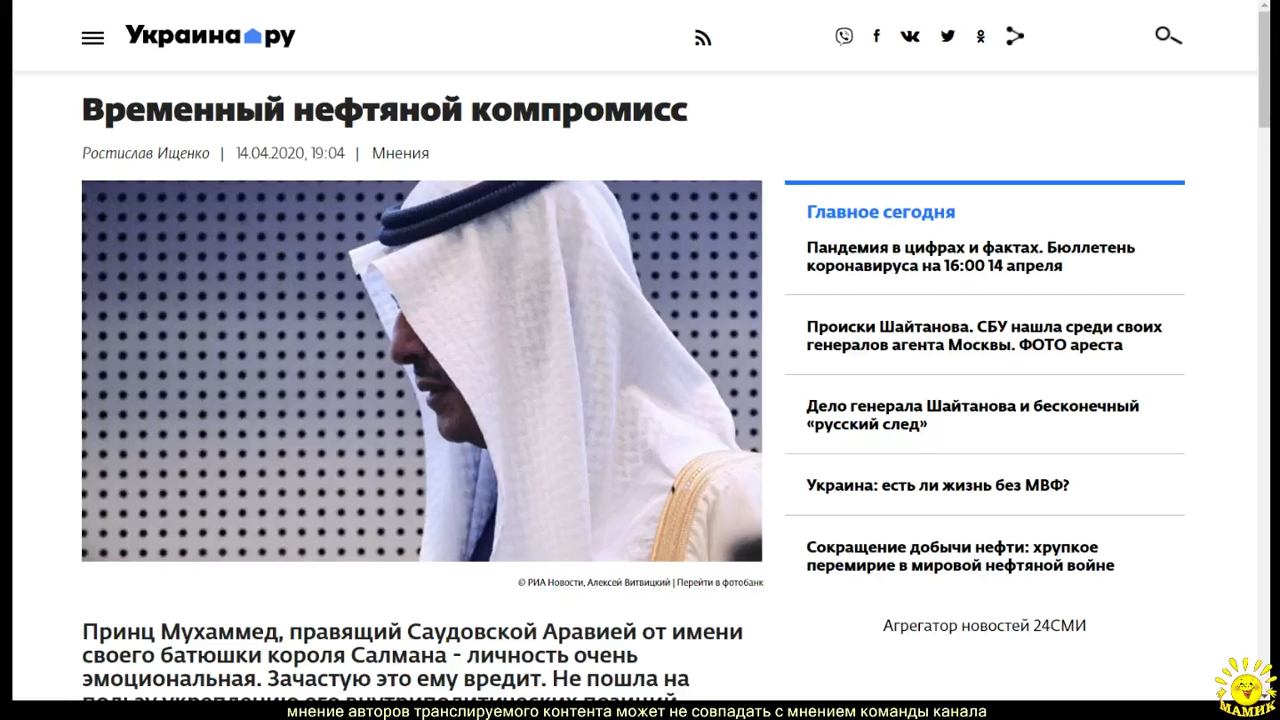 Украина ру
Временный нефтяной компромисс
Ростислав Ищенко | 14.04.2020, 19:04 | Мнения
© РИА Новости, Алексей Витвицкий | Перейти в фотобанк
Принц Мухаммед, правящий Саудовской Аравией от имени
своего батюшки короля Салмана - личность очень
эмоциональная. Зачастую это ему вредит. Не пошла на
пользу укреплению его внутриполитических позиций
Главное сегодня
Пандемия в цифрах и фактах. Бюллетень
коронавируса на 16:00 14 апреля
Происки Шайтанова. СБУ нашла среди своих
генералов агента Москвы. ФОТО ареста
Дело генерала Шайтанова и бесконечный
«русский след»
Украина: есть ли жизнь без МВФ?
Сокращение добычи нефти: хрупкое
перемирие в мировой нефтяной войне
Агрегатор новостей 24СМИ
МАМИК
мнение авторов транслируемого контента может не совпадать с мнением команды канала